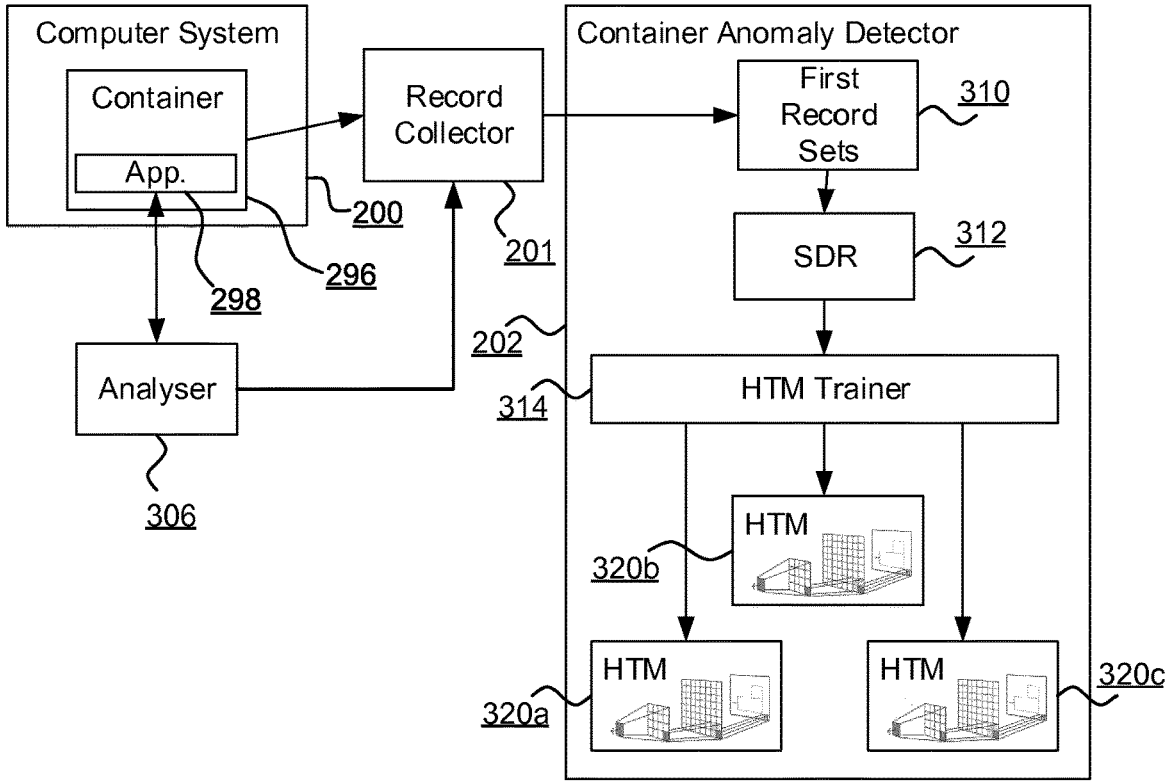 Computer System
Container
App.
200
296
298
Record
Collector
201
Analyser
306
Container Anomaly Detector
First
Record
Sets
310
SDR
312
202
HTM Trainer
314
HTM
320b
HTM
320a
HTM
320c